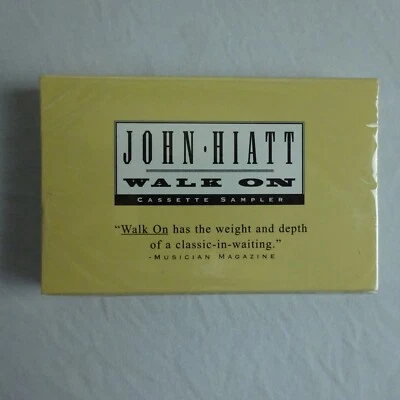 JOHN · HIATT
WALK ON
CASSETTE SAMPLER
“Walk On has the weight and depth
of a classic-in-waiting.”
-MUSICIAN MAGAZINE